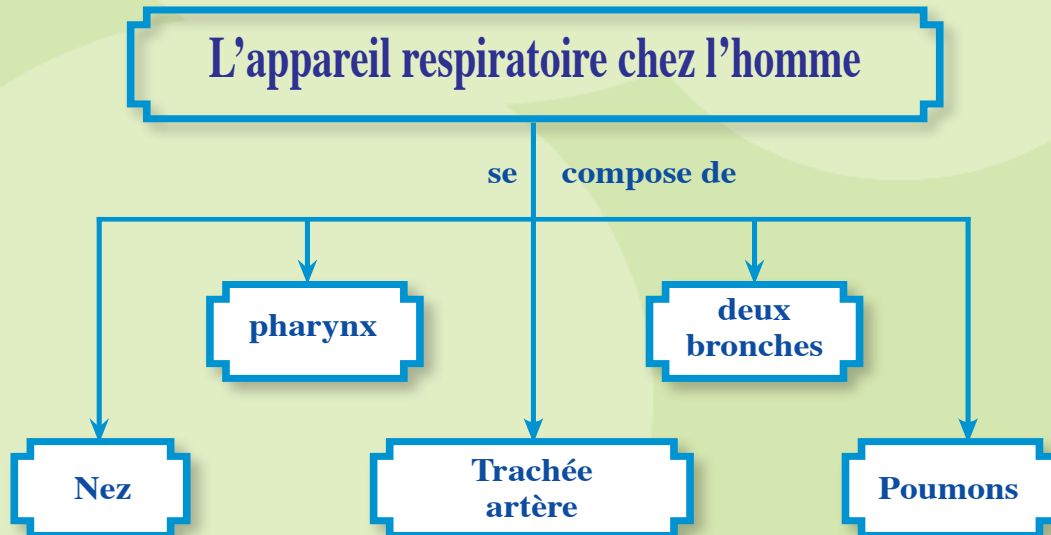 L’appareil respiratoire chez l’homme
se compose de
pharynx
deux
bronches
Nez
Trachée
artère
Poumons